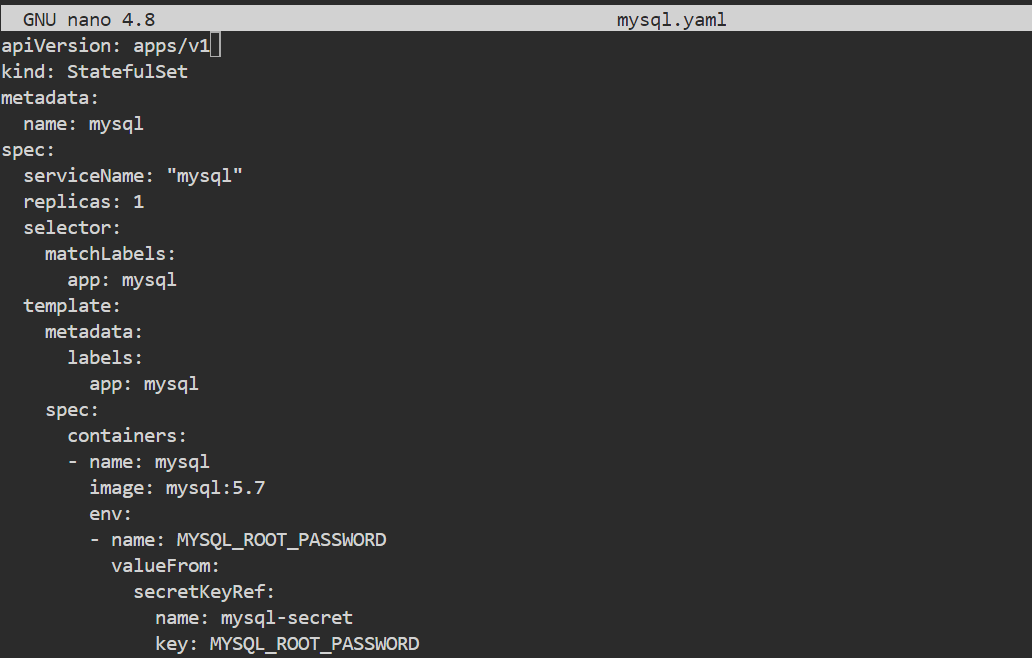 GNU nano 4.8 mysql.yaml
apiVersion: apps/v1
kind: StatefulSet
metadata:
  name: mysql
spec:
  serviceName: "mysql"
  replicas: 1
  selector:
    matchLabels:
      app: mysql
  template:
    metadata:
      labels:
        app: mysql
    spec:
      containers:
      - name: mysql
        image: mysql:5.7
        env:
        - name: MYSQL_ROOT_PASSWORD
          valueFrom:
            secretKeyRef:
              name: mysql-secret
              key: MYSQL_ROOT_PASSWORD